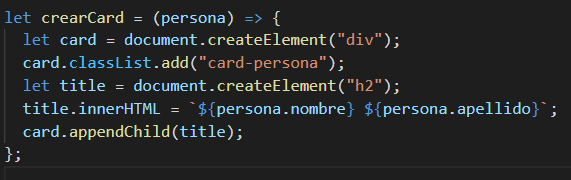 let crearCard = (persona) => {
  let card = document.createElement("div");
  card.classList.add("card-persona");
  let title = document.createElement("h2");
  title.innerHTML = `${persona.nombre} ${persona.apellido}`;
  card.appendChild(title);
};